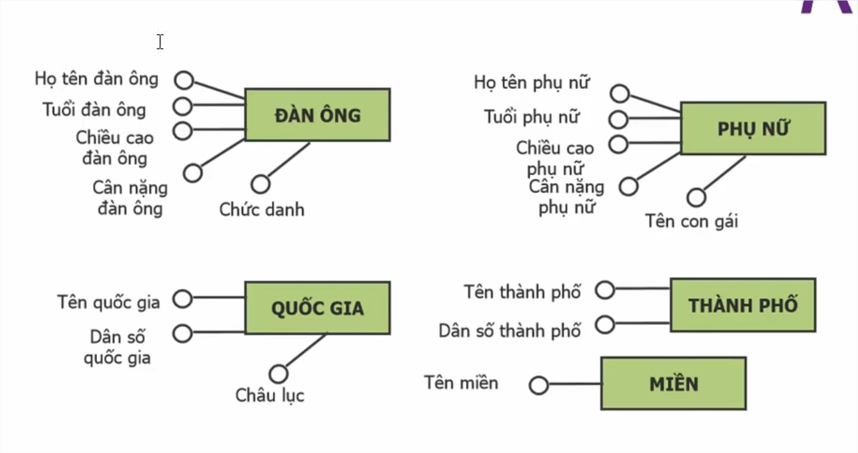 Họ tên đàn ông
Tuổi đàn ông
Chiều cao
đàn ông
Cân nặng
đàn ông
Chức danh
ĐÀN ÔNG
Họ tên phụ nữ
Tuổi phụ nữ
Chiều cao
phụ nữ
Cân nặng
phụ nữ
Tên con gái
PHỤ NỮ
Tên quốc gia
Dân số
quốc gia
Châu lục
QUỐC GIA
Tên thành phố
Dân số thành phố
THÀNH PHỐ
Tên miền
MIỀN